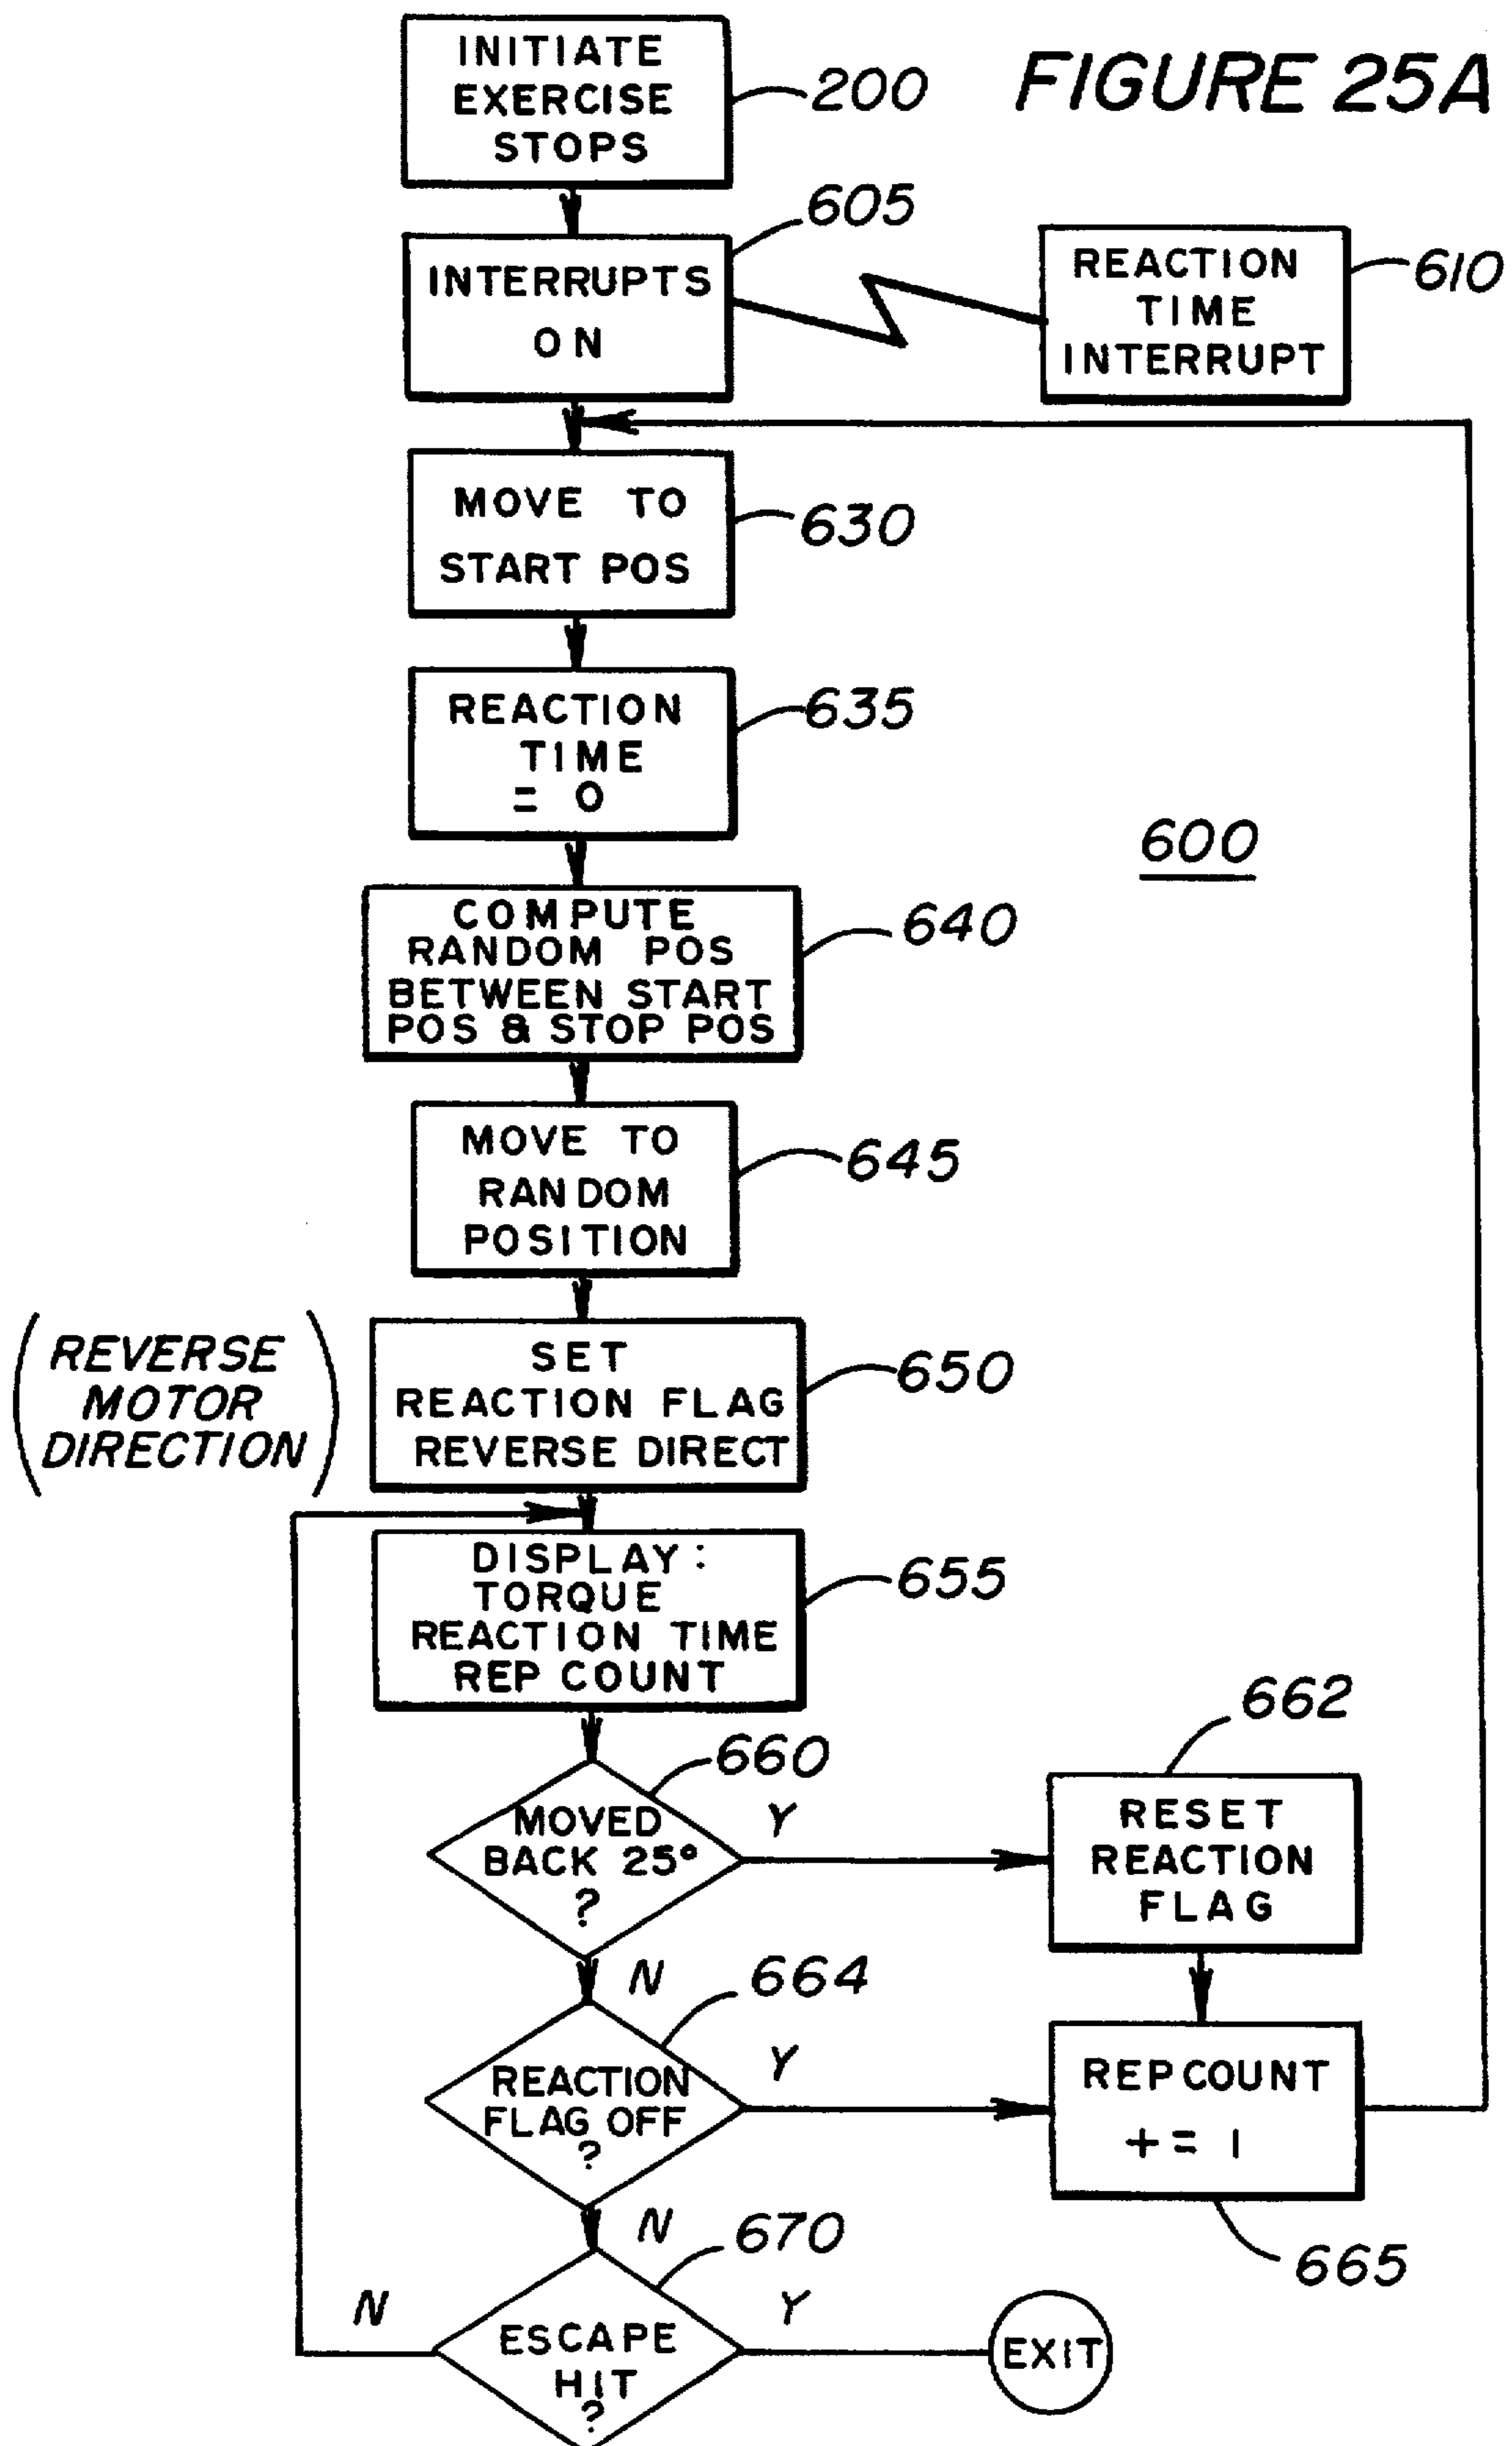 FIGURE 25A
INITIATE
EXERCISE
STOPS
200
INTERRUPTS
ON
605
REACTION
TIME
INTERRUPT
610
MOVE TO
START POS
630
REACTION
TIME
= 0
635
600
COMPUTE
RANDOM POS
BETWEEN START
POS & STOP POS
640
MOVE TO
RANDOM
POSITION
645
(REVERSE
MOTOR
DIRECTION)
SET
REACTION FLAG
REVERSE DIRECT
650
DISPLAY:
TORQUE
REACTION TIME
REP COUNT
655
MOVED
BACK 25°
?
660
Y
N
RESET
REACTION
FLAG
662
REACTION
FLAG OFF
?
664
Y
N
REP COUNT
+= 1
665
ESCAPE
HIT
?
670
N
Y
EXIT